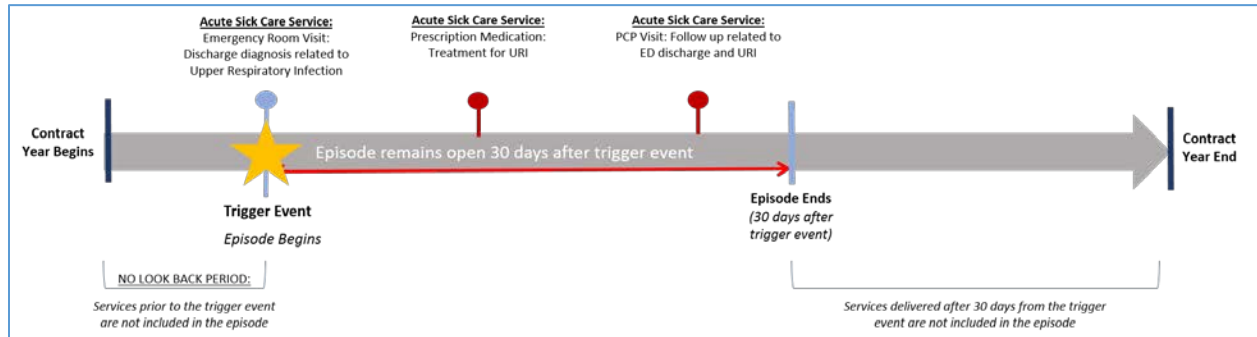 Acute Sick Care Service:
Emergency Room Visit:
Discharge diagnosis related to
Upper Respiratory Infection
Acute Sick Care Service:
Prescription Medication:
Treatment for URI
Acute Sick Care Service:
PCP Visit: Follow up related to
ED discharge and URI
Contract
Year Begins
Episode remains open 30 days after trigger event
Contract
Year End
Trigger Event
Episode Begins
Episode Ends
(30 days after
trigger event)
NO LOOK BACK PERIOD:
Services prior to the trigger event
are not included in the episode
Services delivered after 30 days from the trigger
event are not included in the episode